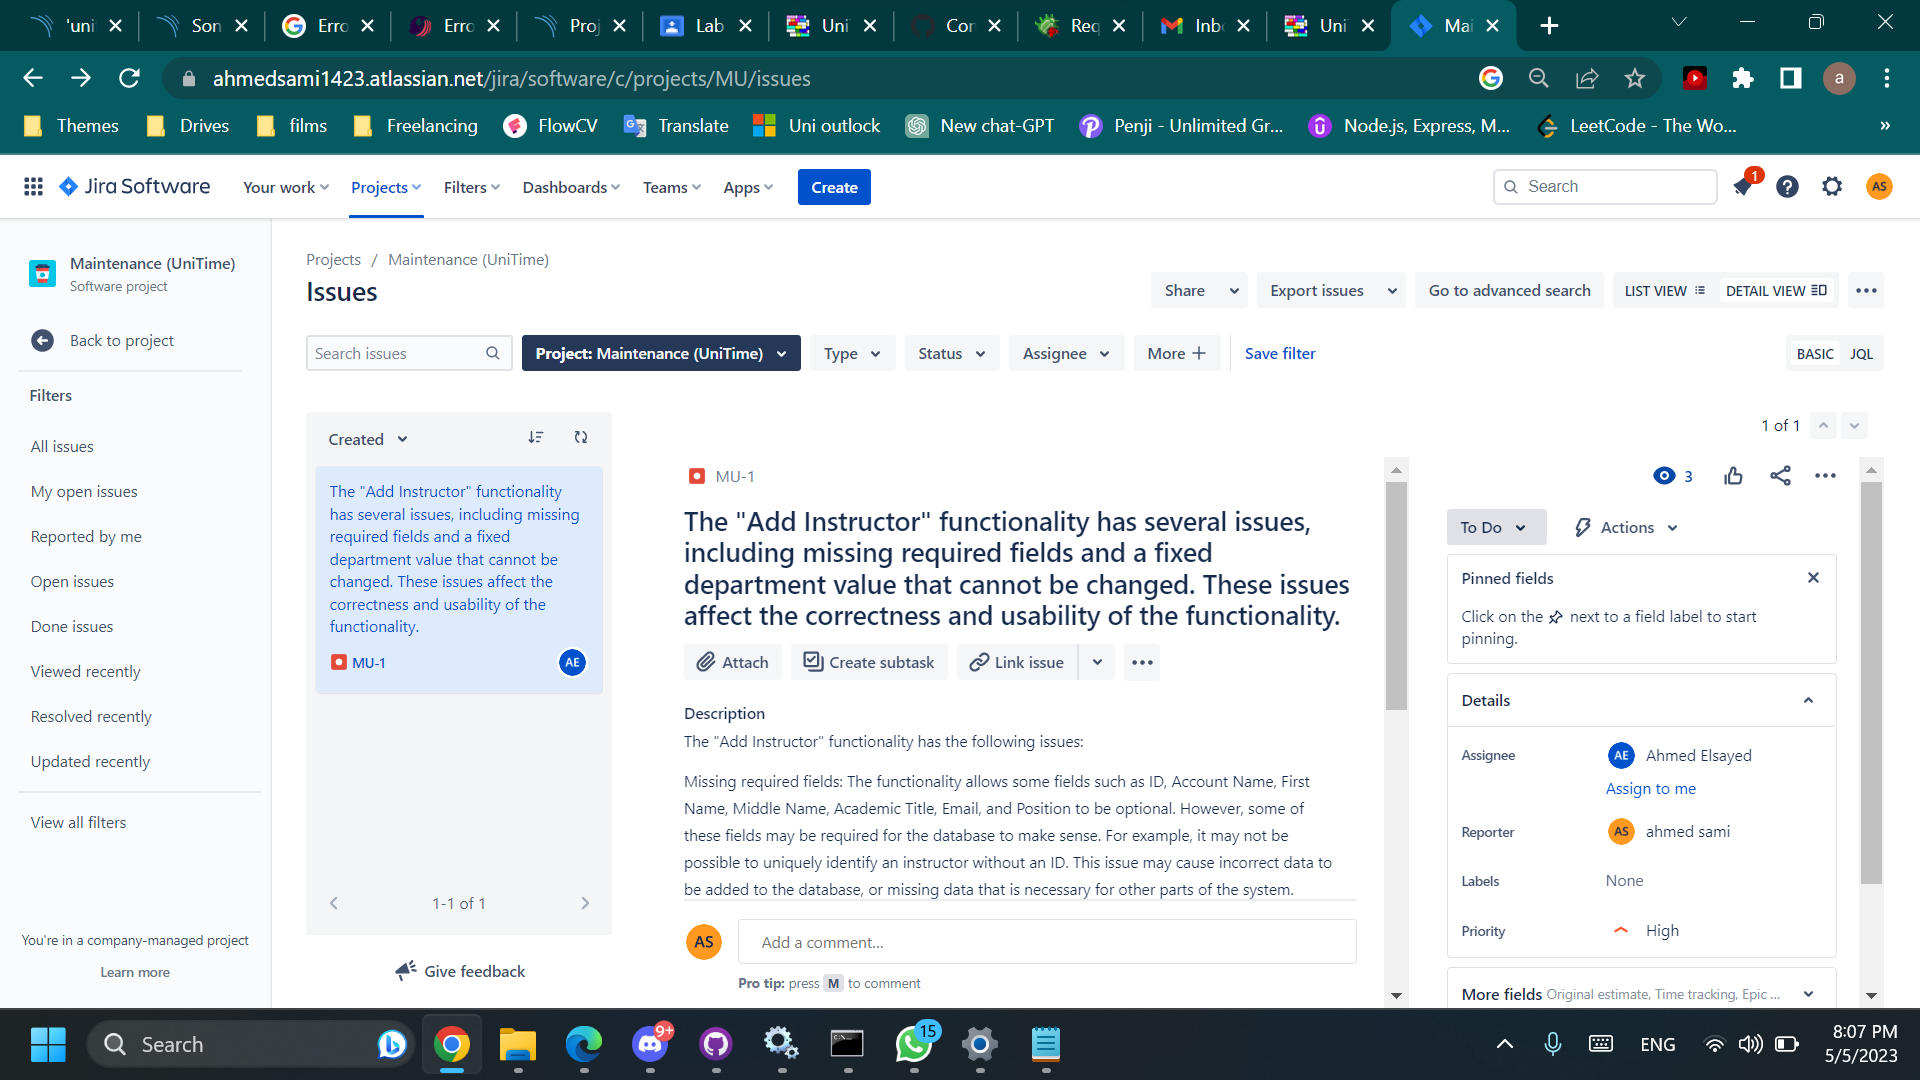 'uni
Son
Erro
Erro
Proj
Lab
Uni
Con
Req
Inb
Uni
Mai
ahmedsami1423.atlassian.net/jira/software/c/projects/MU/issues
a
Themes
Drives
films
Freelancing
FlowCV
Translate
Uni outlock
New chat-GPT
Penji - Unlimited Gr...
Node.js, Express, M...
LeetCode - The Wo...
»
Jira Software
Your work
Projects
Filters
Dashboards
Teams
Apps
Create
Search
1
AS
Maintenance (UniTime)
Software project
Back to project
Filters
All issues
My open issues
Reported by me
Open issues
Done issues
Viewed recently
Resolved recently
Updated recently
View all filters
You're in a company-managed project
Learn more
Projects / Maintenance (UniTime)
Issues
Share
Export issues
Go to advanced search
LIST VIEW
DETAIL VIEW
Search issues
Project: Maintenance (UniTime)
Type
Status
Assignee
More
Save filter
BASIC
JQL
Created
The "Add Instructor" functionality
has several issues, including missing
required fields and a fixed
department value that cannot be
changed. These issues affect the
correctness and usability of the
functionality.
MU-1
AE
1-1 of 1
Give feedback
1 of 1
MU-1
The "Add Instructor" functionality has several issues,
including missing required fields and a fixed
department value that cannot be changed. These issues
affect the correctness and usability of the functionality.
Attach
Create subtask
Link issue
Description
The "Add Instructor" functionality has the following issues:
Missing required fields: The functionality allows some fields such as ID, Account Name, First
Name, Middle Name, Academic Title, Email, and Position to be optional. However, some of
these fields may be required for the database to make sense. For example, it may not be
possible to uniquely identify an instructor without an ID. This issue may cause incorrect data to
be added to the database, or missing data that is necessary for other parts of the system.
AS
Add a comment...
Pro tip: press M to comment
3
To Do
Actions
Pinned fields
Click on the next to a field label to start
pinning.
Details
Assignee
AE
Ahmed Elsayed
Assign to me
Reporter
AS
ahmed sami
Labels
None
Priority
High
More fields Original estimate, Time tracking, Epic ...
Search
9+
15
ENG
8:07 PM
5/5/2023